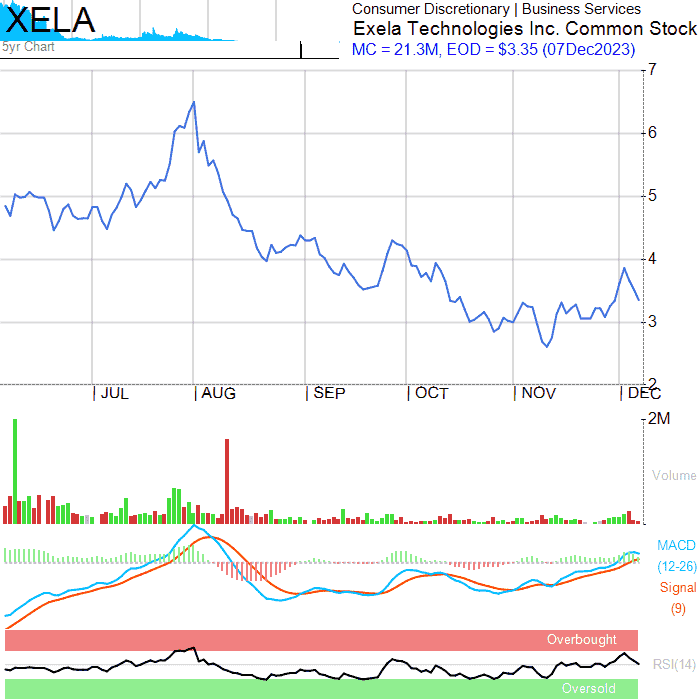 XELA
Consumer Discretionary | Business Services
Exela Technologies Inc. Common Stock
5yr Chart
MC = 21.3M, EOD = $3.35 (07Dec2023)
7
6
5
4
3
2
JUL AUG SEP OCT NOV DEC
2M
Volume
MACD
(12-26)
Signal
(9)
Overbought
RSI(14)
Oversold